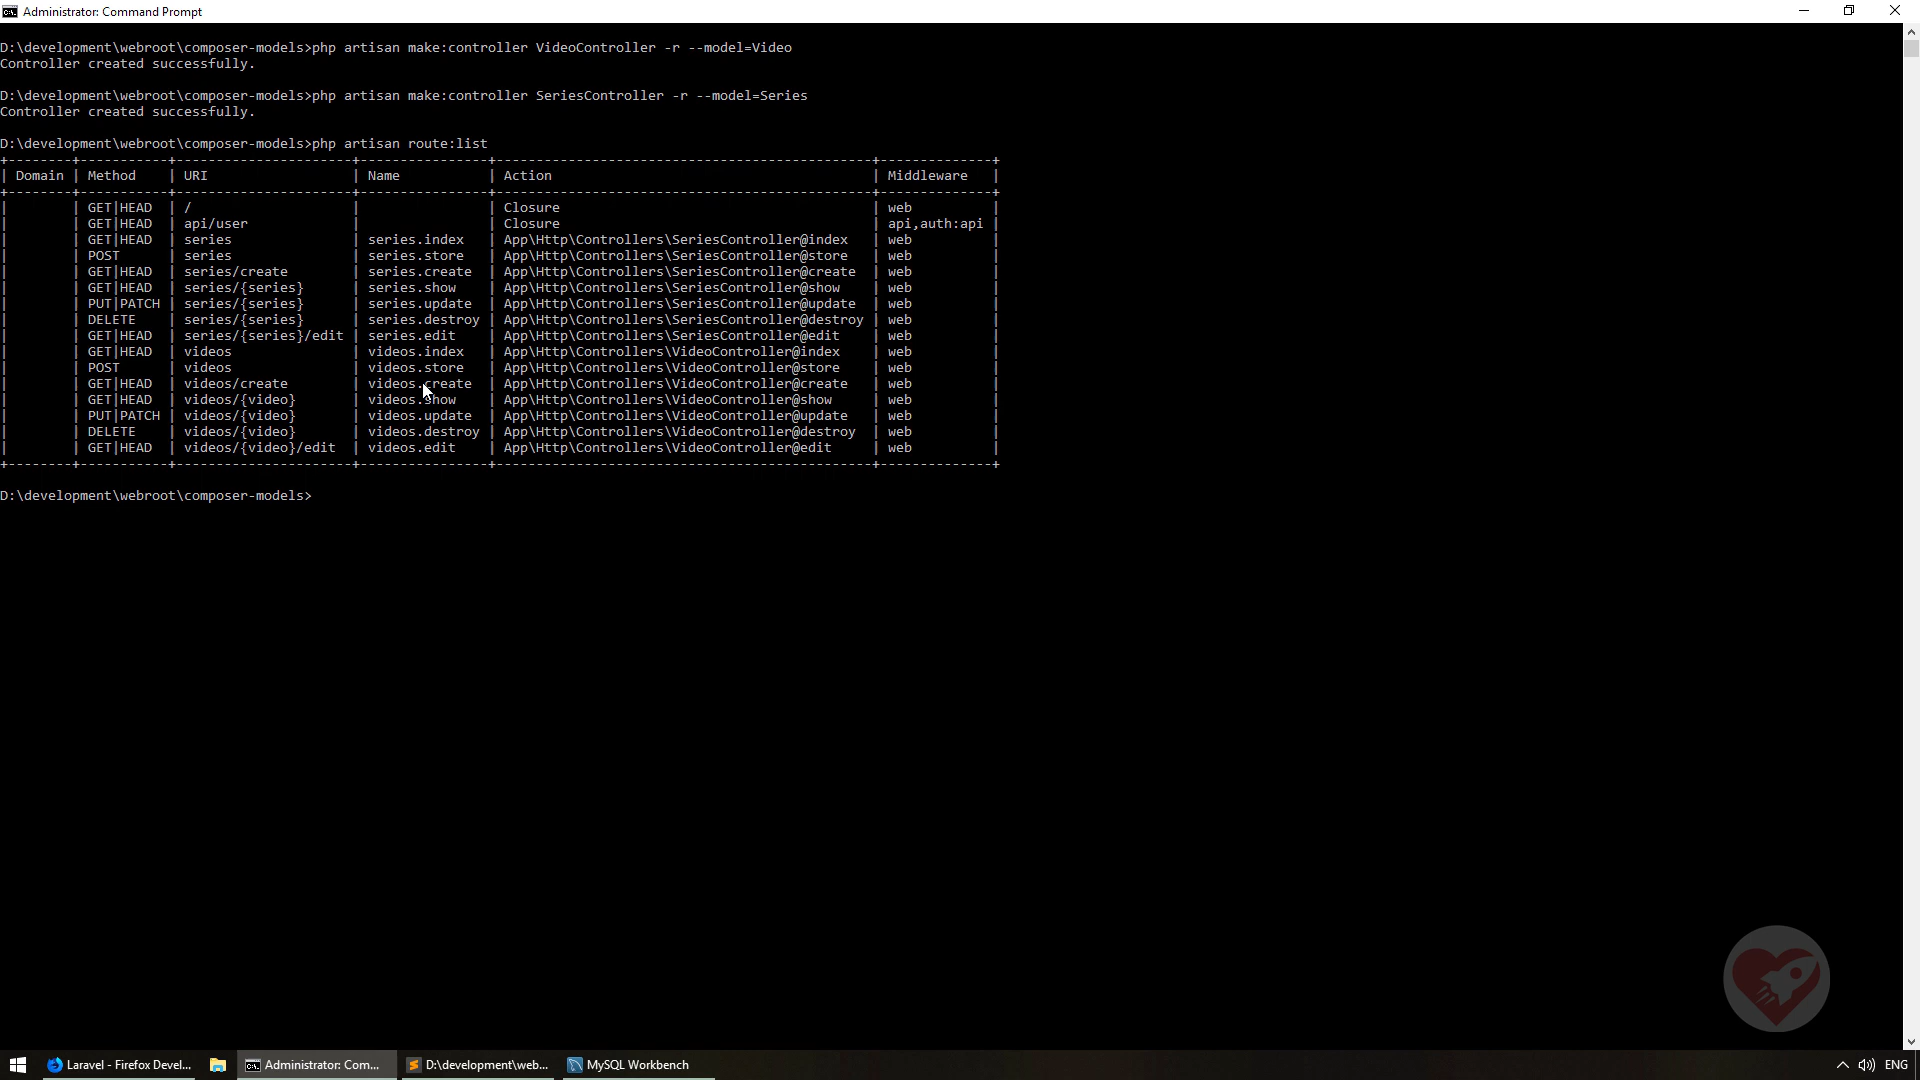 Administrator: Command Prompt
D:\development\webroot\composer-models>php artisan make:controller VideoController -r --model=Video
Controller created successfully.
D:\development\webroot\composer-models>php artisan make:controller SeriesController -r --model=Series
Controller created successfully.
D:\development\webroot\composer-models>php artisan route:list
+--------+-----------+----------------------+----------------+-----------------------------------------------+--------------+
| Domain | Method    | URI                  | Name           | Action                                        | Middleware   |
+--------+-----------+----------------------+----------------+-----------------------------------------------+--------------+
|        | GET|HEAD  | /                    |                | Closure                                       | web          |
|        | GET|HEAD  | api/user             |                | Closure                                       | api,auth:api |
|        | GET|HEAD  | series               | series.index   | App\Http\Controllers\SeriesController@index   | web          |
|        | POST      | series               | series.store   | App\Http\Controllers\SeriesController@store   | web          |
|        | GET|HEAD  | series/create        | series.create  | App\Http\Controllers\SeriesController@create  | web          |
|        | GET|HEAD  | series/{series}      | series.show    | App\Http\Controllers\SeriesController@show    | web          |
|        | PUT|PATCH | series/{series}      | series.update  | App\Http\Controllers\SeriesController@update  | web          |
|        | DELETE    | series/{series}      | series.destroy | App\Http\Controllers\SeriesController@destroy | web          |
|        | GET|HEAD  | series/{series}/edit | series.edit    | App\Http\Controllers\SeriesController@edit    | web          |
|        | GET|HEAD  | videos               | videos.index   | App\Http\Controllers\VideoController@index    | web          |
|        | POST      | videos               | videos.store   | App\Http\Controllers\VideoController@store    | web          |
|        | GET|HEAD  | videos/create        | videos.create  | App\Http\Controllers\VideoController@create   | web          |
|        | GET|HEAD  | videos/{video}       | videos.show    | App\Http\Controllers\VideoController@show     | web          |
|        | PUT|PATCH | videos/{video}       | videos.update  | App\Http\Controllers\VideoController@update   | web          |
|        | DELETE    | videos/{video}       | videos.destroy | App\Http\Controllers\VideoController@destroy  | web          |
|        | GET|HEAD  | videos/{video}/edit  | videos.edit    | App\Http\Controllers\VideoController@edit     | web          |
+--------+-----------+----------------------+----------------+-----------------------------------------------+--------------+
D:\development\webroot\composer-models>
Laravel - Firefox Devel... Administrator: Com... D:\development\web... MySQL Workbench ENG